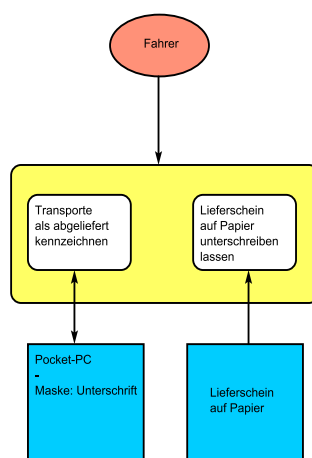 Fahrer
Transporte
als abgeliefert
kennzeichnen
Lieferschein
auf Papier
unterschreiben
lassen
Pocket-PC
-
Maske: Unterschrift
Lieferschein
auf Papier